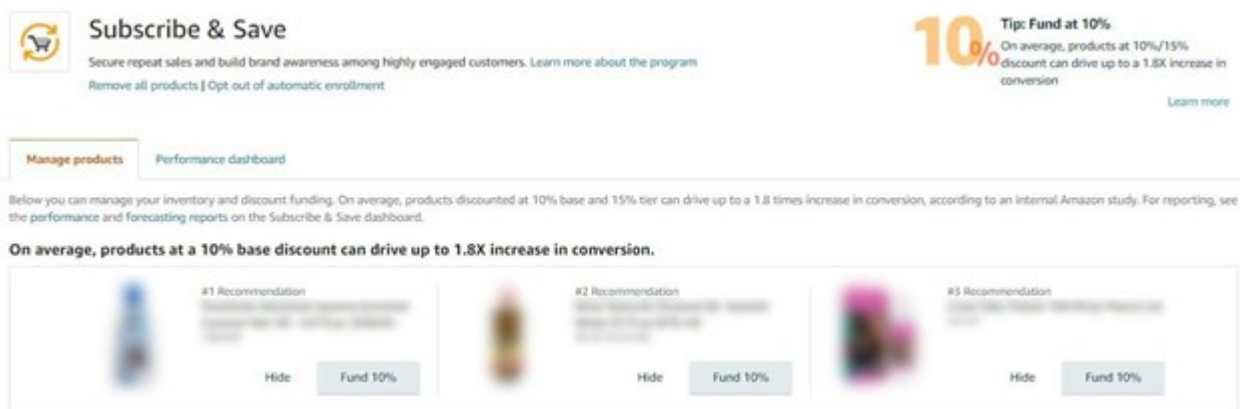 Subscribe & Save
Secure repeat sales and build brand awareness among highly engaged customers. Learn more about the program
Remove all products | Opt out of automatic enrollment
10%
Tip: Fund at 10%
On average, products at 10%/15%
discount can drive up to a 1.8X increase in
conversion
Learn more
Manage products
Performance dashboard
Below you can manage your inventory and discount funding. On average, products discounted at 10% base and 15% tier can drive up to a 1.8 times increase in conversion, according to an internal Amazon study. For reporting, see
the performance and forecasting reports on the Subscribe & Save dashboard.
On average, products at a 10% base discount can drive up to 1.8X increase in conversion.
#1 Recommendation
Hide
Fund 10%
#2 Recommendation
Hide
Fund 10%
#3 Recommendation
Hide
Fund 10%